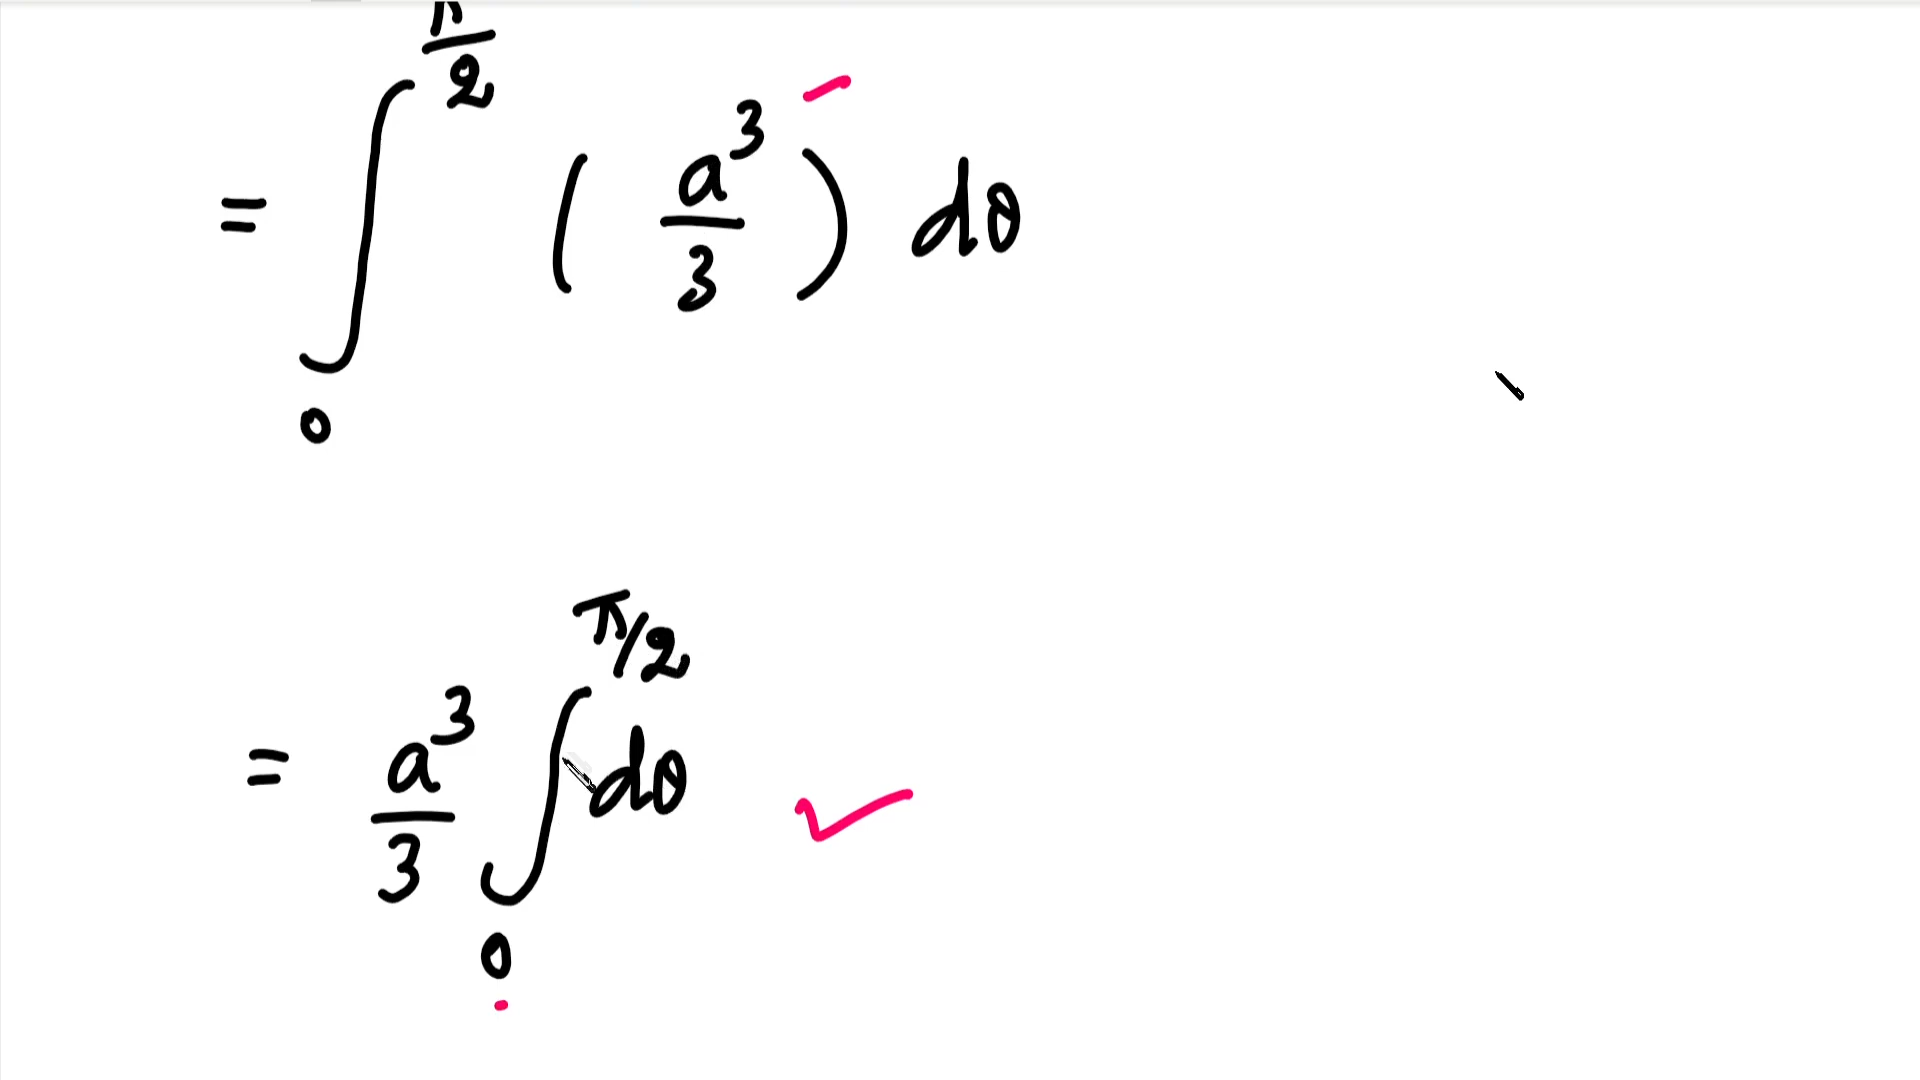 = ∫₀^(π/2) (a³/3) dθ
= a³/3 ∫₀^(π/2) dθ